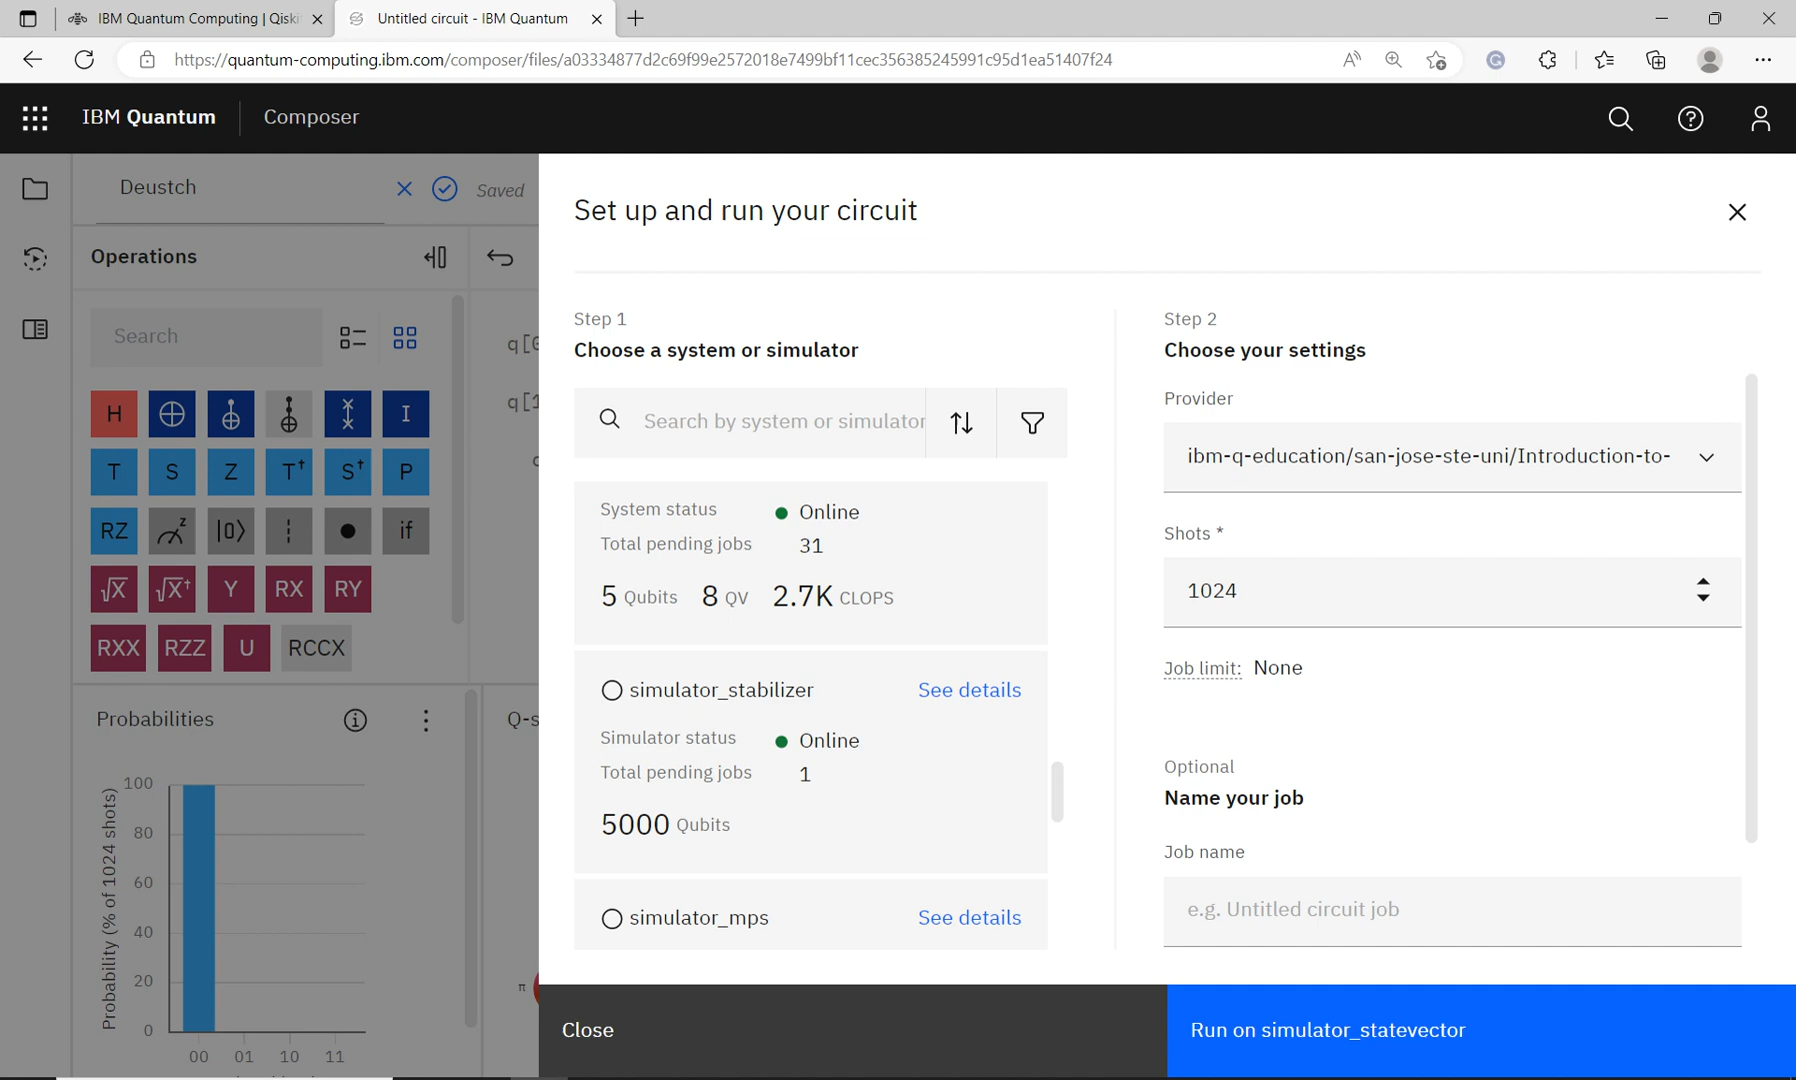 IBM Quantum Computing | Qiski
Untitled circuit - IBM Quantum
https://quantum-computing.ibm.com/composer/files/a03334877d2c69f99e2572018e7499bf11cec356385245991c95d1ea51407f24
IBM Quantum
Composer
Deustch
Saved
Operations
Search
H
I
T
S
Z
T†
S†
P
RZ
z
|0⟩
if
√X
√X†
Y
RX
RY
RXX
RZZ
U
RCCX
q[0
q[1
c
Probabilities
Q-s
Probability (% of 1024 shots)
100
80
60
40
20
0
00 01 10 11
π
Set up and run your circuit
Step 1
Choose a system or simulator
Search by system or simulator
System status
Online
Total pending jobs
31
5 Qubits 8 QV 2.7K CLOPS
simulator_stabilizer
See details
Simulator status
Online
Total pending jobs
1
5000 Qubits
simulator_mps
See details
Step 2
Choose your settings
Provider
ibm-q-education/san-jose-ste-uni/Introduction-to-
Shots *
1024
Job limit: None
Optional
Name your job
Job name
e.g. Untitled circuit job
Close
Run on simulator_statevector